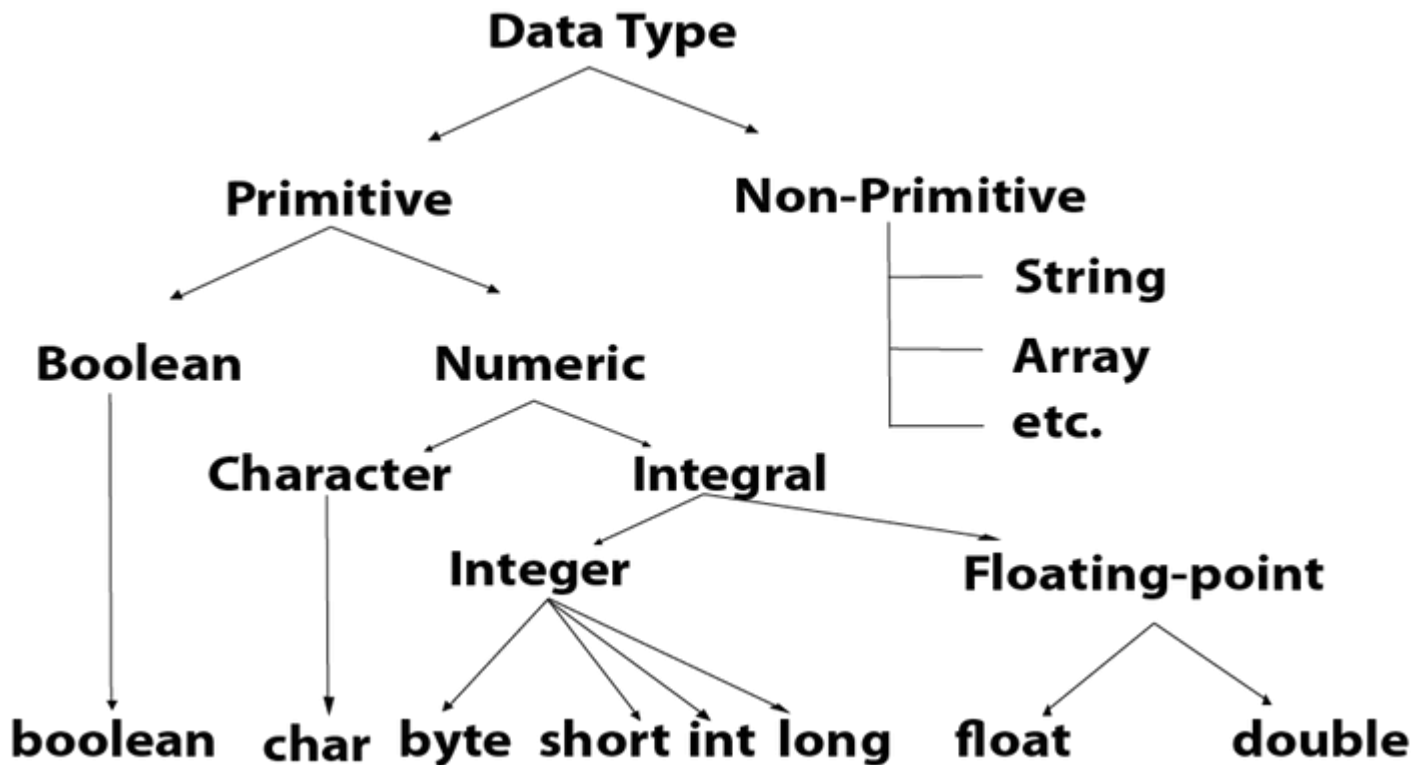 Data Type
Primitive
Non-Primitive
String
Array
etc.
Boolean
Numeric
Character
Integral
Integer
Floating-point
boolean
char
byte
short
int
long
float
double